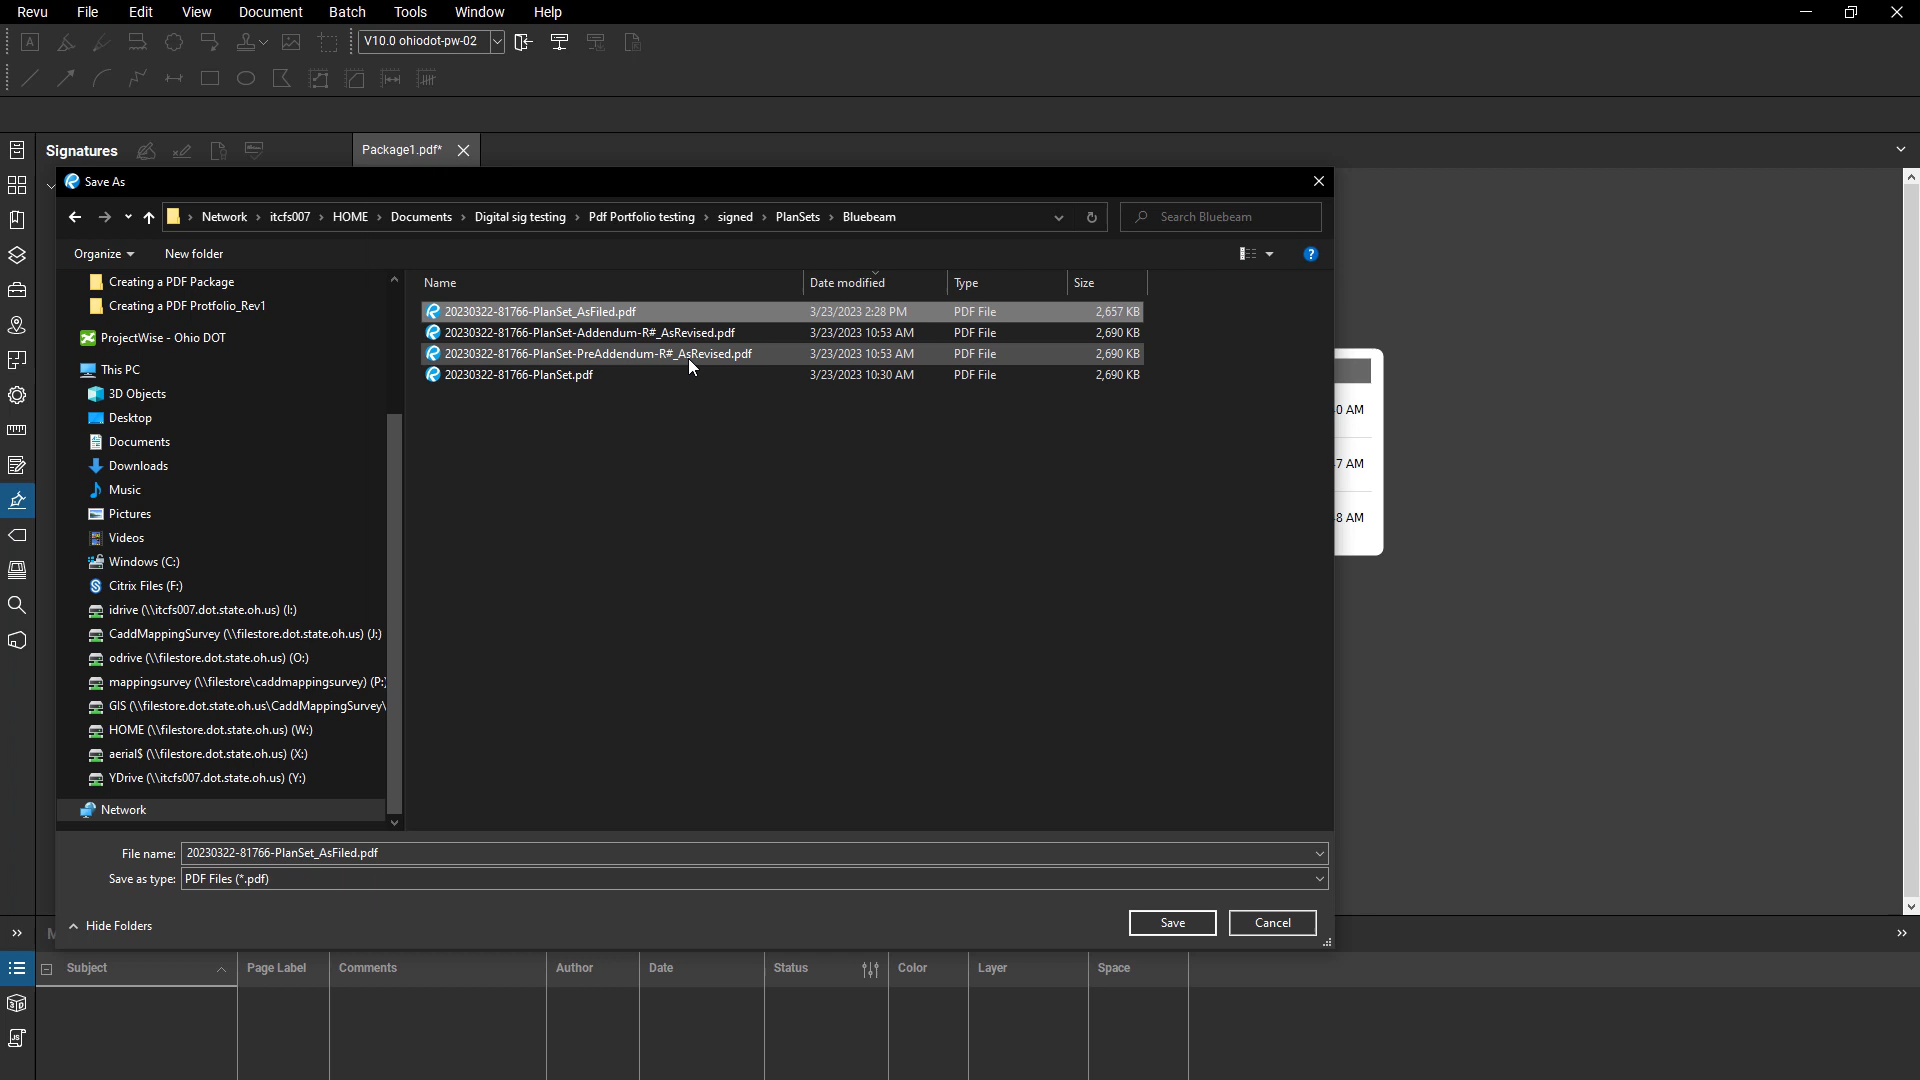 Revu File Edit View Document Batch Tools Window Help
V10.0 ohiodot-pw-02
Signatures Package1.pdf*
Save As
Network > itcfs007 > HOME > Documents > Digital sig testing > Pdf Portfolio testing > signed > PlanSets > Bluebeam
Search Bluebeam
Organize New folder
Creating a PDF Package
Creating a PDF Protfolio_Rev1
ProjectWise - Ohio DOT
This PC
3D Objects
Desktop
Documents
Downloads
Music
Pictures
Videos
Windows (C:)
Citrix Files (F:)
idrive (\\itcfs007.dot.state.oh.us) (I:)
CaddMappingSurvey (\\filestore.dot.state.oh.us) (J:)
odrive (\\filestore.dot.state.oh.us) (O:)
mappingsurvey (\\filestore\caddmappingsurvey) (P:)
GIS (\\filestore.dot.state.oh.us\CaddMappingSurvey\
HOME (\\filestore.dot.state.oh.us) (W:)
aerial$ (\\filestore.dot.state.oh.us) (X:)
YDrive (\\itcfs007.dot.state.oh.us) (Y:)
Network
Name Date modified Type Size
20230322-81766-PlanSet_AsFiled.pdf 3/23/2023 2:28 PM PDF File 2,657 KB
20230322-81766-PlanSet-Addendum-R#_AsRevised.pdf 3/23/2023 10:53 AM PDF File 2,690 KB
20230322-81766-PlanSet-PreAddendum-R#_AsRevised.pdf 3/23/2023 10:53 AM PDF File 2,690 KB
20230322-81766-PlanSet.pdf 3/23/2023 10:30 AM PDF File 2,690 KB
0 AM
7 AM
8 AM
File name: 20230322-81766-PlanSet_AsFiled.pdf
Save as type: PDF Files (*.pdf)
Hide Folders Save Cancel
Subject Page Label Comments Author Date Status Color Layer Space